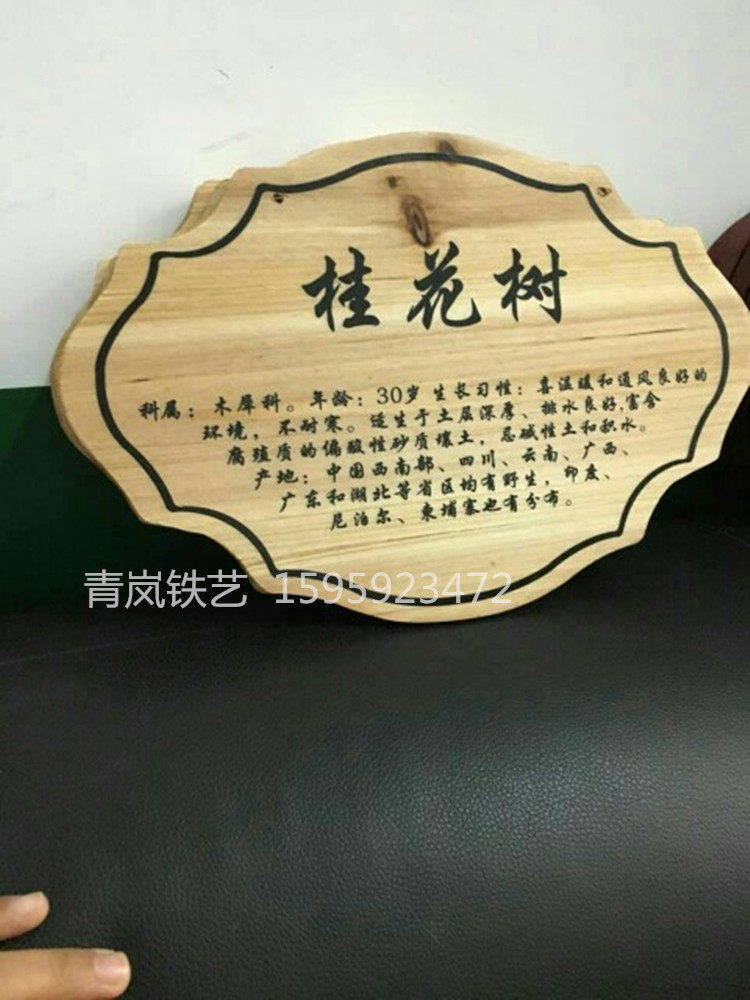 桂花树
科属：木犀科。年龄：30岁 生长习性：喜温暖和通风良好的
环境，不耐寒。适生于土层深厚、排水良好,富含
腐殖质的偏酸性砂质壤土，忌碱性土和积水。
产地：中国西南部、四川、云南、广西、
广东和湖北等省区均有野生，印度、
尼泊尔、柬埔寨也有分布。
青岚铁艺 1595923472